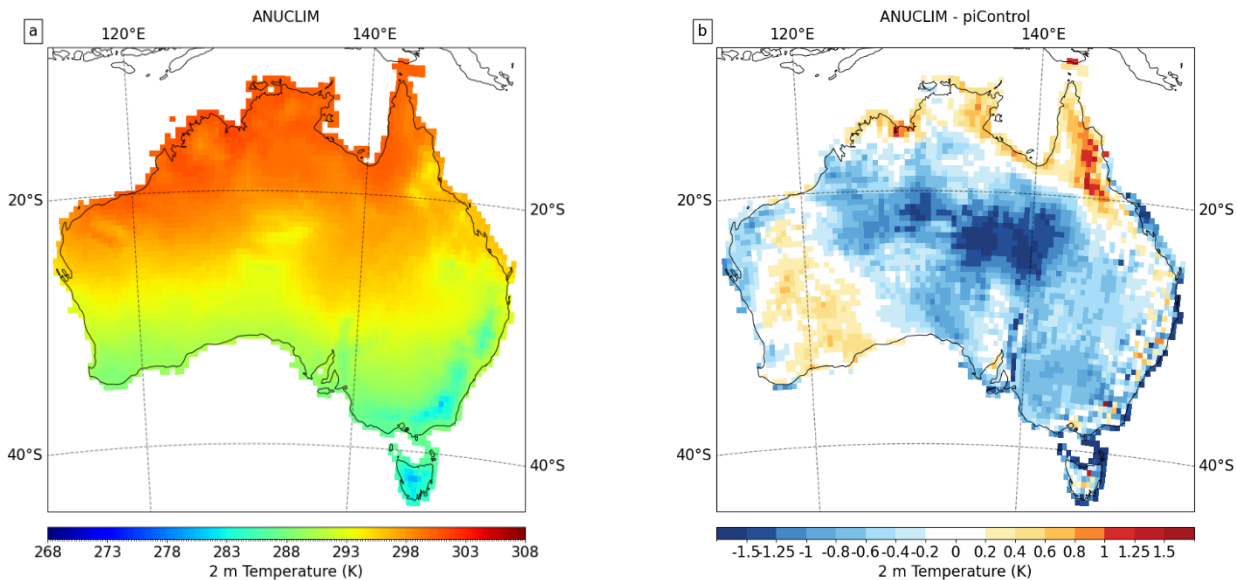 a
ANUCLIM
120°E
140°E
20°S
20°S
40°S
40°S
268 273 278 283 288 293 298 303 308
2 m Temperature (K)
b
ANUCLIM - piControl
120°E
140°E
20°S
20°S
40°S
40°S
-1.5 -1.25 -1 -0.8 -0.6 -0.4 -0.2 0 0.2 0.4 0.6 0.8 1 1.25 1.5
2 m Temperature (K)